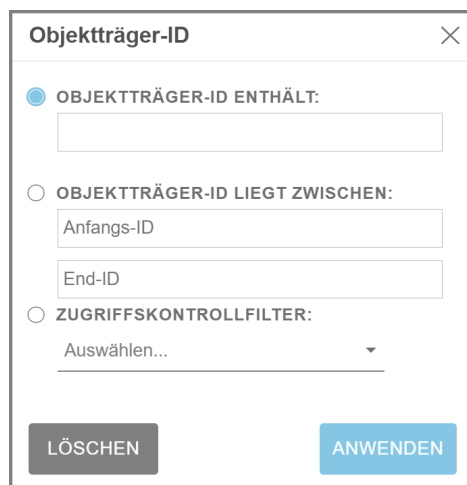 Objektträger-ID
OBJEKTTRÄGER-ID ENTHÄLT:
OBJEKTTRÄGER-ID LIEGT ZWISCHEN:
Anfangs-ID
End-ID
ZUGRIFFSKONTROLLFILTER:
Auswählen...
LÖSCHEN
ANWENDEN